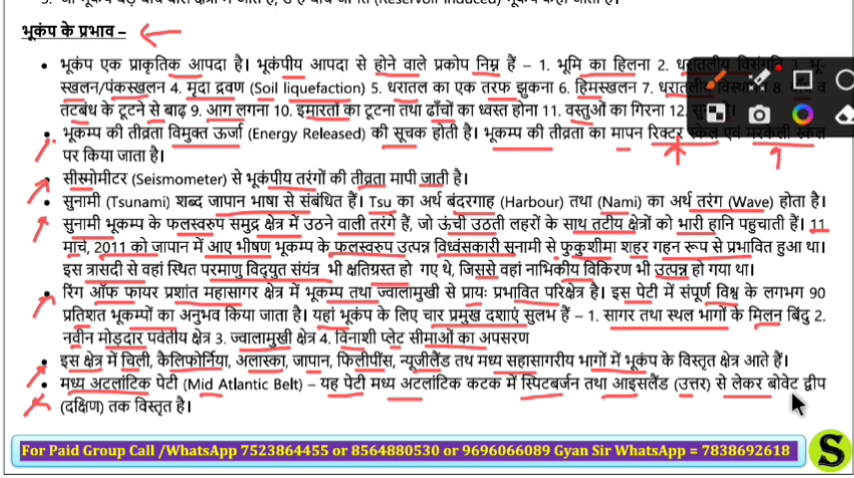 भूकंप के प्रभाव –
• भूकंप एक प्राकृतिक आपदा है। भूकंपीय आपदा से होने वाले प्रकोप निम्न हैं – 1. भूमि का हिलना 2. धरातलीय विसंगति 3. भू-
स्खलन/पंकस्खलन 4. मृदा द्रवण (Soil liquefaction) 5. धरातल का एक तरफ झुकना 6. हिमस्खलन 7. धरातलीय विस्थापन 8. व
तटबंध के टूटने से बाढ़ 9. आग लगना 10. इमारतों का टूटना तथा ढाँचों का ध्वस्त होना 11. वस्तुओं का गिरना 12.
• भूकम्प की तीव्रता विमुक्त ऊर्जा (Energy Released) की सूचक होती है। भूकम्प की तीव्रता का मापन रिक्टर स्केल एवं मरकेली स्केल
पर किया जाता है।
• सीस्मोमीटर (Seismometer) से भूकंपीय तरंगों की तीव्रता मापी जाती है।
• सुनामी (Tsunami) शब्द जापान भाषा से संबंधित हैं। Tsu का अर्थ बंदरगाह (Harbour) तथा (Nami) का अर्थ तरंग (Wave) होता है।
सुनामी भूकम्प के फलस्वरुप समुद्र क्षेत्र में उठने वाली तरंगे हैं, जो ऊंची उठती लहरों के साथ तटीय क्षेत्रों को भारी हानि पहुचाती हैं। 11
मार्च, 2011 को जापान में आए भीषण भूकम्प के फलस्वरुप उत्पन्न विध्वंसकारी सुनामी से फुकुशीमा शहर गहन रूप से प्रभावित हुआ था।
इस त्रासदी से वहां स्थित परमाणु विद्युत संयंत्र भी क्षतिग्रस्त हो गए थे, जिससे वहां नाभिकीय विकिरण भी उत्पन्न हो गया था।
• रिंग ऑफ फायर प्रशांत महासागर क्षेत्र में भूकम्प तथा ज्वालामुखी से प्रायः प्रभावित परिक्षेत्र है। इस पेटी में संपूर्ण विश्व के लगभग 90
प्रतिशत भूकम्पों का अनुभव किया जाता है। यहां भूकंप के लिए चार प्रमुख दशाएं सुलभ हैं – 1. सागर तथा स्थल भागों के मिलन बिंदु 2.
नवीन मोड़दार पर्वतीय क्षेत्र 3. ज्वालामुखी क्षेत्र 4. विनाशी प्लेट सीमाओं का अपसरण
• इस क्षेत्र में चिली, कैलिफोर्निया, अलास्का, जापान, फिलीपींस, न्यूजीलैंड तथ मध्य सहासागरीय भागों में भूकंप के विस्तृत क्षेत्र आते हैं।
• मध्य अटलांटिक पेटी (Mid Atlantic Belt) – यह पेटी मध्य अटलांटिक कटक में स्पिटबर्जन तथा आइसलैंड (उत्तर) से लेकर बोवेट द्वीप
(दक्षिण) तक विस्तृत है।
For Paid Group Call /WhatsApp 7523864455 or 8564880530 or 9696066089 Gyan Sir WhatsApp = 7838692618
S